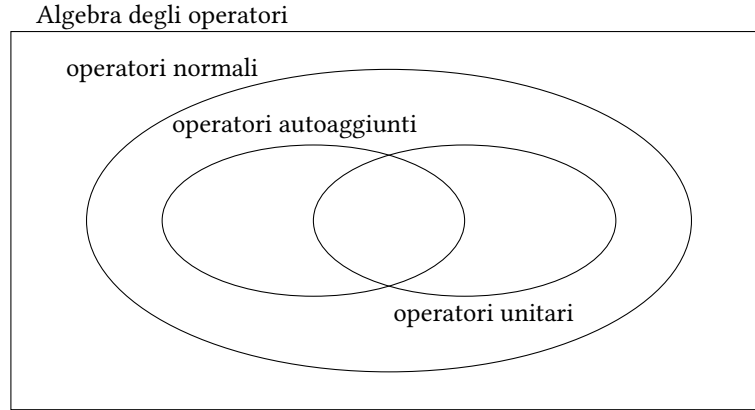 Algebra degli operatori
operatori normali
operatori autoaggiunti
operatori unitari